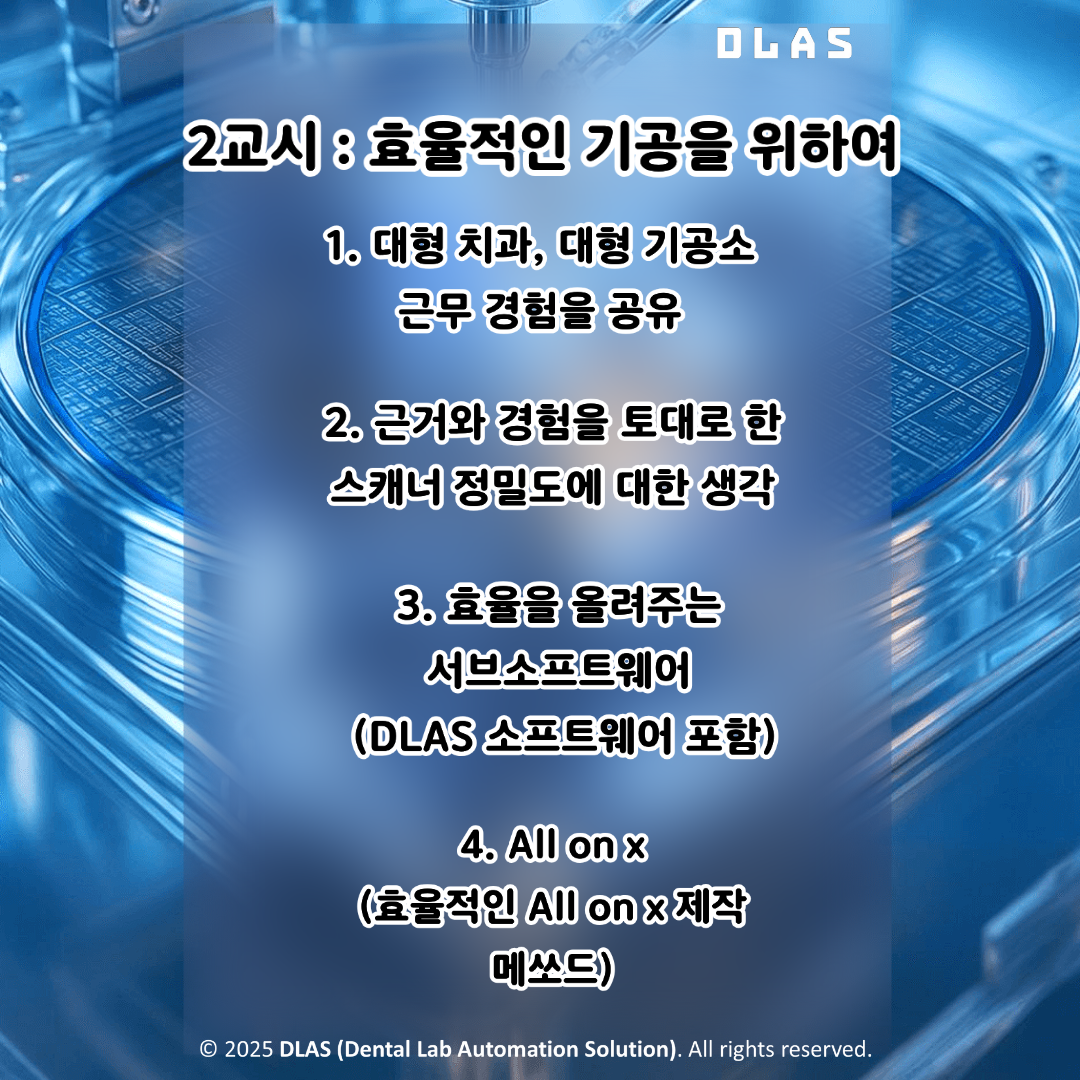 DLAS
2교시 : 효율적인 기공을 위하여
1. 대형 치과, 대형 기공소
근무 경험을 공유
2. 근거와 경험을 토대로 한
스캐너 정밀도에 대한 생각
3. 효율을 올려주는
서브소프트웨어
(DLAS 소프트웨어 포함)
4. All on x
(효율적인 All on x 제작
메쏘드)
© 2025 DLAS (Dental Lab Automation Solution). All rights reserved.